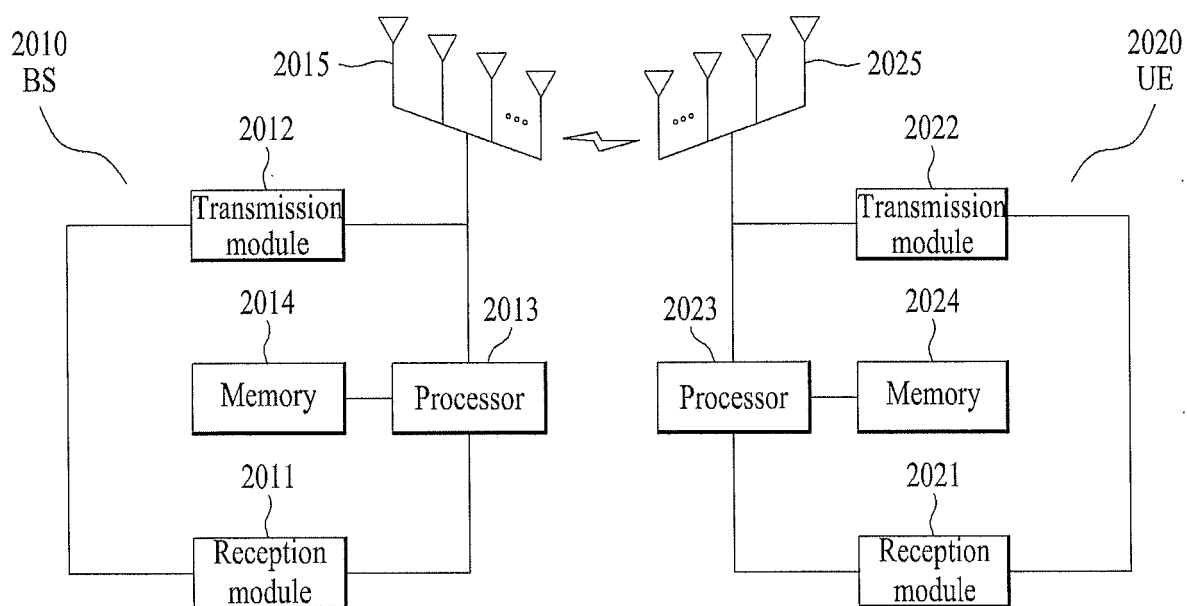 2010
BS
2015
2025
2020
UE
2012
2022
Transmission
module
Transmission
module
2014
2013
2023
2024
Memory
Processor
Processor
Memory
2011
2021
Reception
module
Reception
module